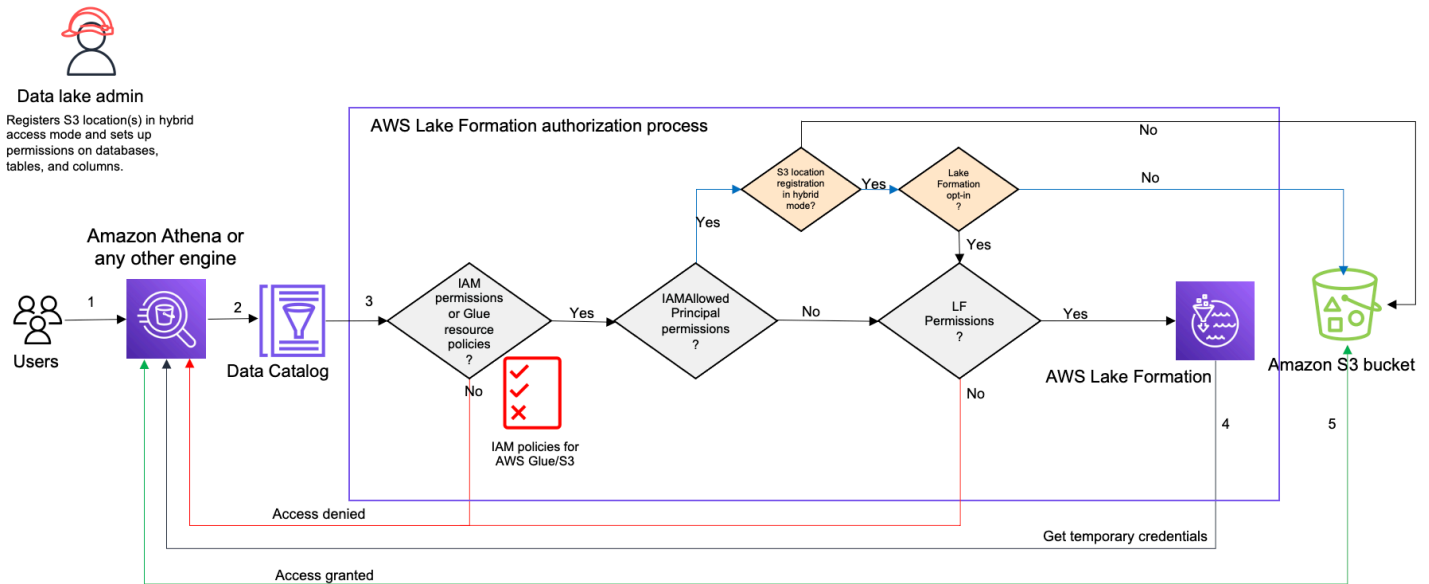 Data lake admin
Registers S3 location(s) in hybrid
access mode and sets up
permissions on databases,
tables, and columns.
AWS Lake Formation authorization process
No
S3 location
registration
in hybrid
mode?
Yes
Lake
Formation
opt-in
?
No
Yes
Yes
Amazon Athena or
any other engine
1
2
3
Users
Data Catalog
IAM
permissions
or Glue
resource
policies
?
Yes
No
IAMAllowed
Principal
permissions
?
No
LF
Permissions
?
Yes
No
AWS Lake Formation
Amazon S3 bucket
4
5
IAM policies for
AWS Glue/S3
Access denied
Get temporary credentials
Access granted